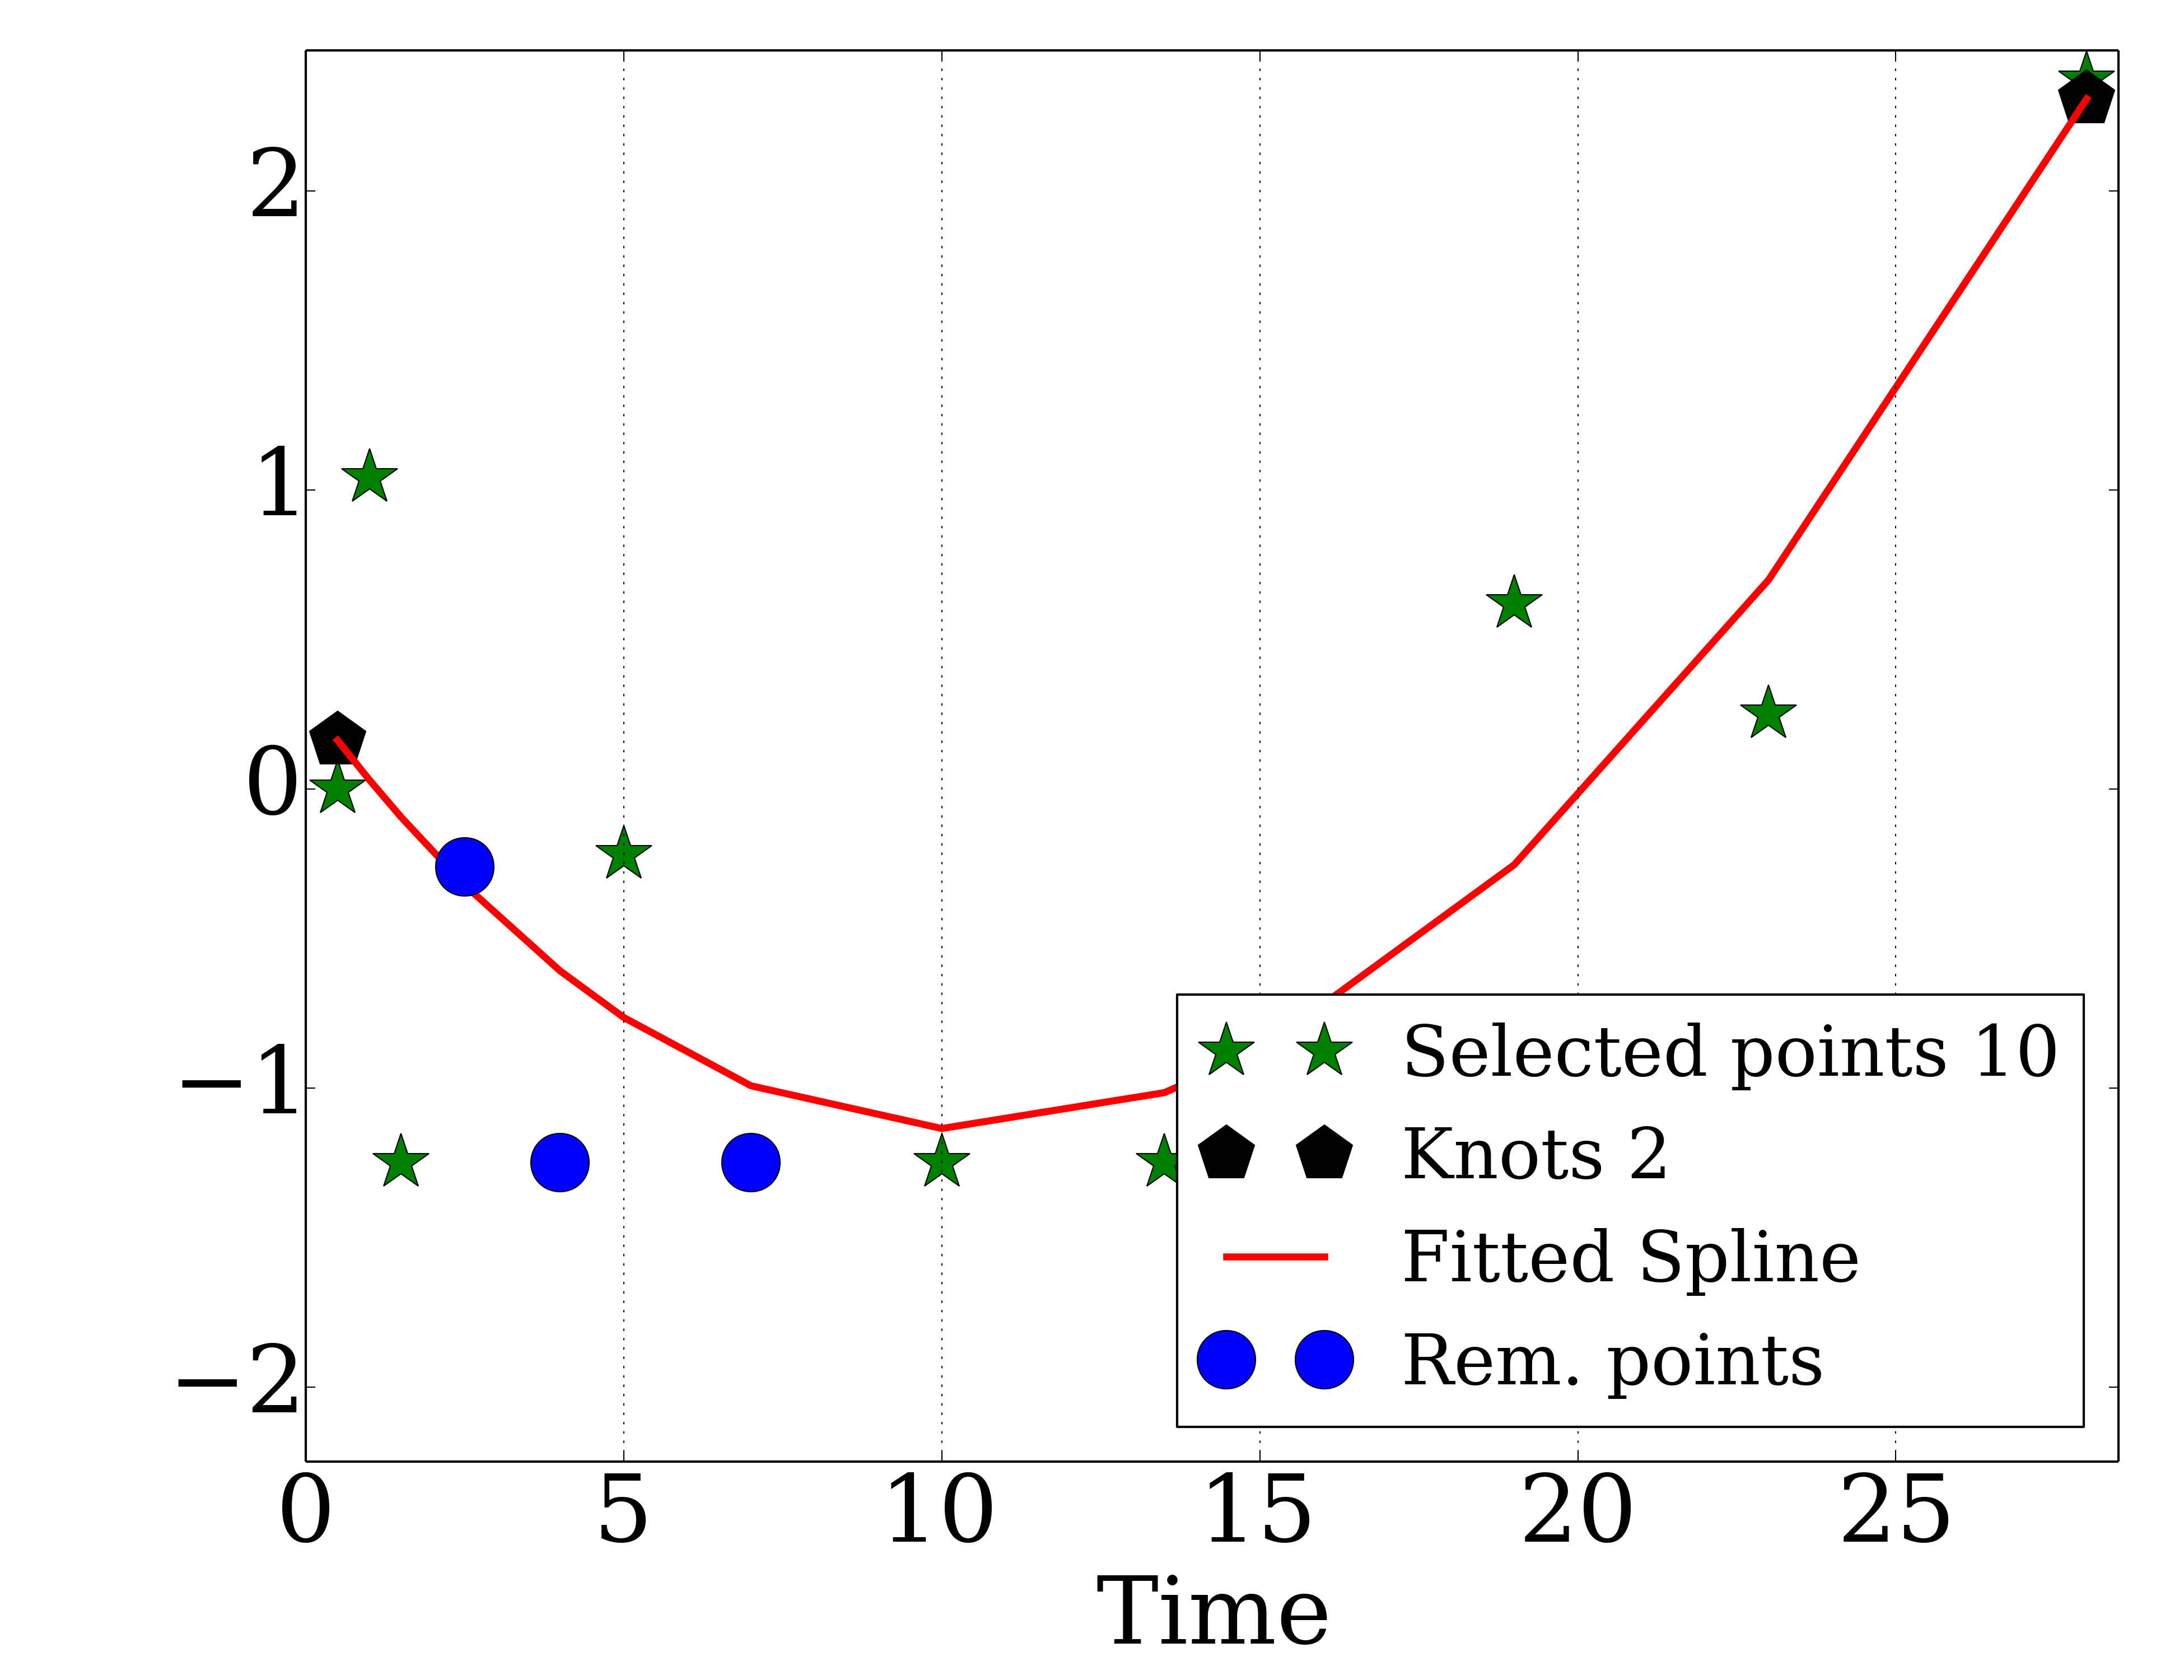 2
1
0
−1
−2
Selected points 10
Knots 2
Fitted Spline
Rem. points
0 5 10 15 20 25
Time